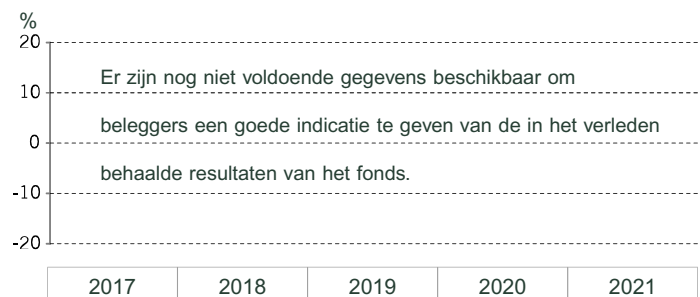 %
20
Er zijn nog niet voldoende gegevens beschikbaar om
10
beleggers een goede indicatie te geven van de in het verleden
0
behaalde resultaten van het fonds.
-10
-20
2017 2018 2019 2020 2021